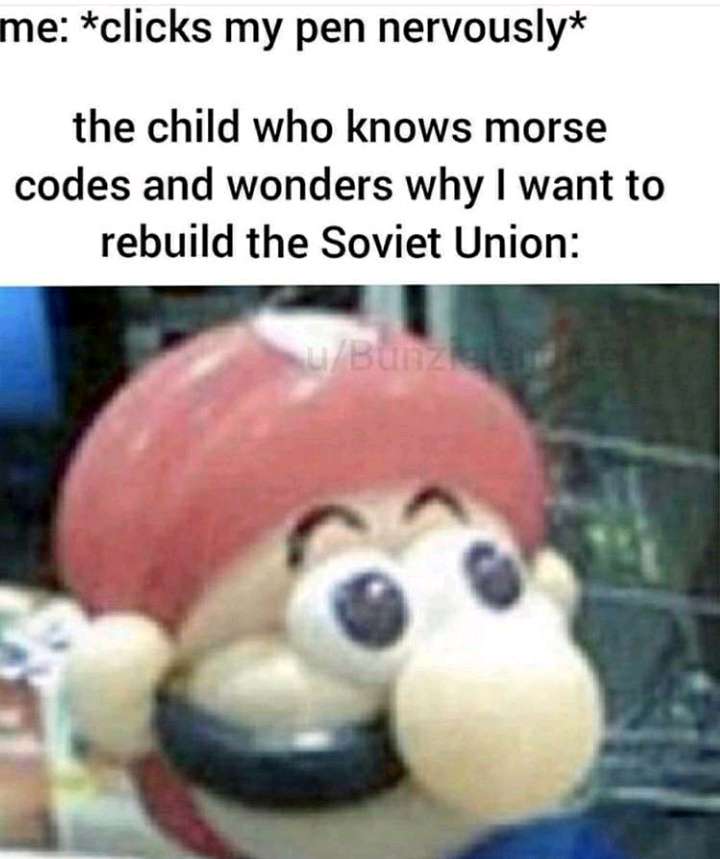 me: *clicks my pen nervously*
the child who knows morse
codes and wonders why I want to
rebuild the Soviet Union: